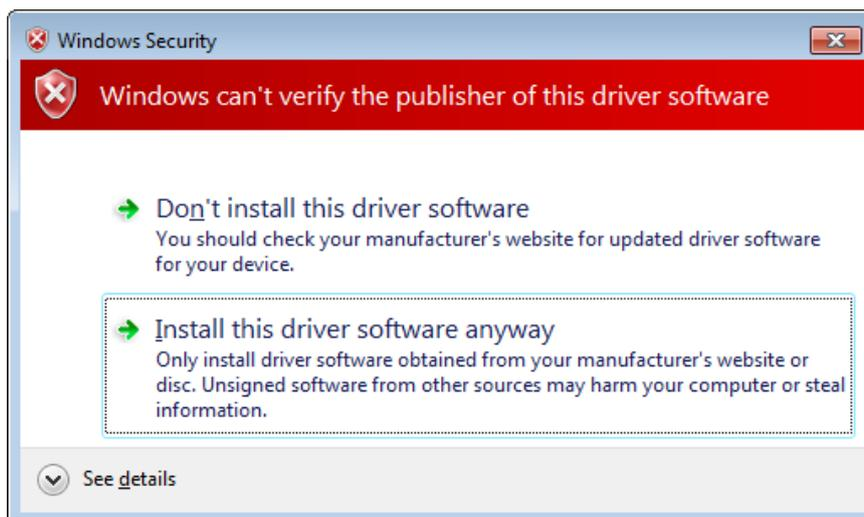 Windows Security
Windows can't verify the publisher of this driver software
Don't install this driver software
You should check your manufacturer's website for updated driver software
for your device.
Install this driver software anyway
Only install driver software obtained from your manufacturer's website or
disc. Unsigned software from other sources may harm your computer or steal
information.
See details